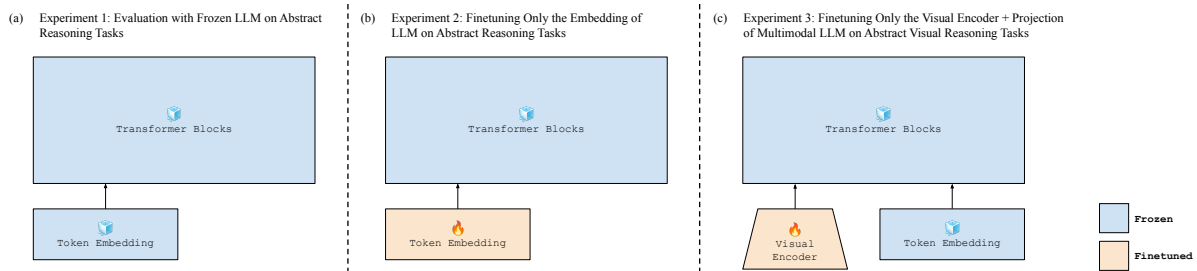 (a) Experiment 1: Evaluation with Frozen LLM on Abstract
Reasoning Tasks
Transformer Blocks
Token Embedding
(b) Experiment 2: Finetuning Only the Embedding of
LLM on Abstract Reasoning Tasks
Transformer Blocks
Token Embedding
(c) Experiment 3: Finetuning Only the Visual Encoder + Projection
of Multimodal LLM on Abstract Visual Reasoning Tasks
Transformer Blocks
Visual
Encoder
Token Embedding
Frozen
Finetuned